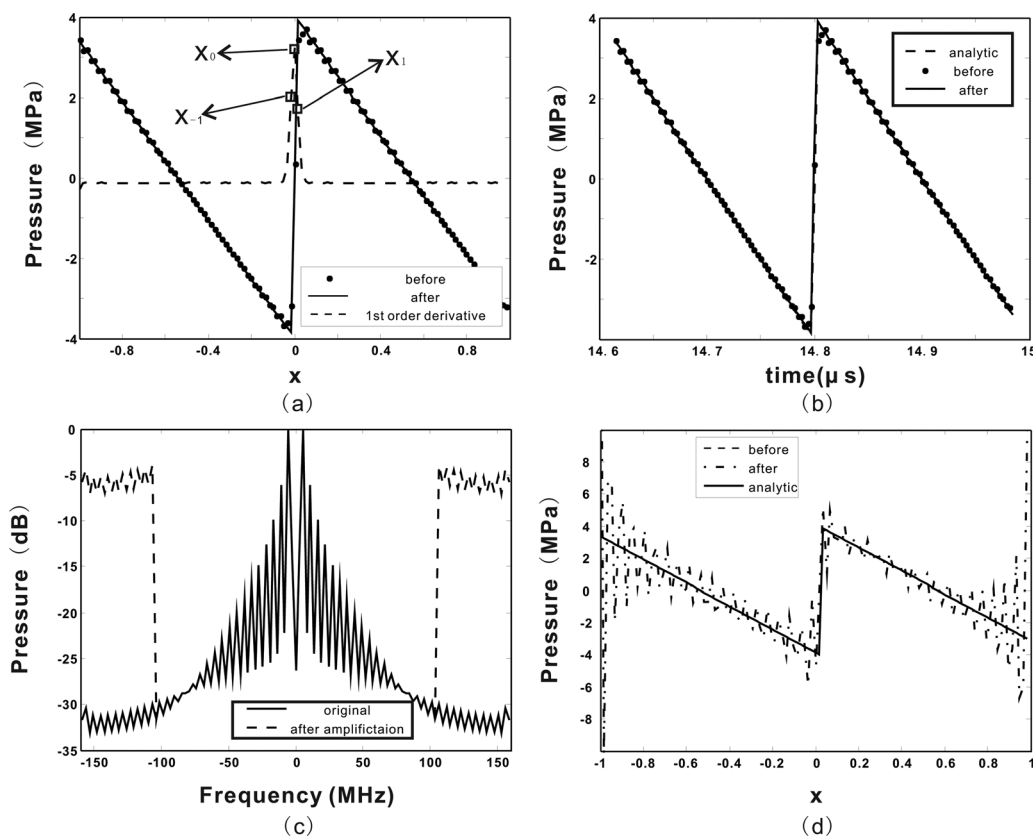 4
2
0
-2
-4
Pressure（MPa）
X0
X1
X-1
before
after
1st order derivative
-0.8
-0.4
0
0.4
0.8
x
（a）
4
2
0
-2
4
Pressure（MPa）
analytic
before
after
14.6
14.7
14.8
14.9
15
time(μ s)
（b）
0
-5
-10
-15
-20
-25
-30
-35
Pressure（dB）
original
after amplifictaion
-150
-100
-50
0
50
100
150
Frequency (MHz)
（c）
8
6
4
2
0
-2
-4
-6
-8
Pressure（MPa）
before
after
analytic
-1
-0.8
-0.6
-0.4
-0.2
0
0.2
0.4
0.6
0.8
1
x
（d）